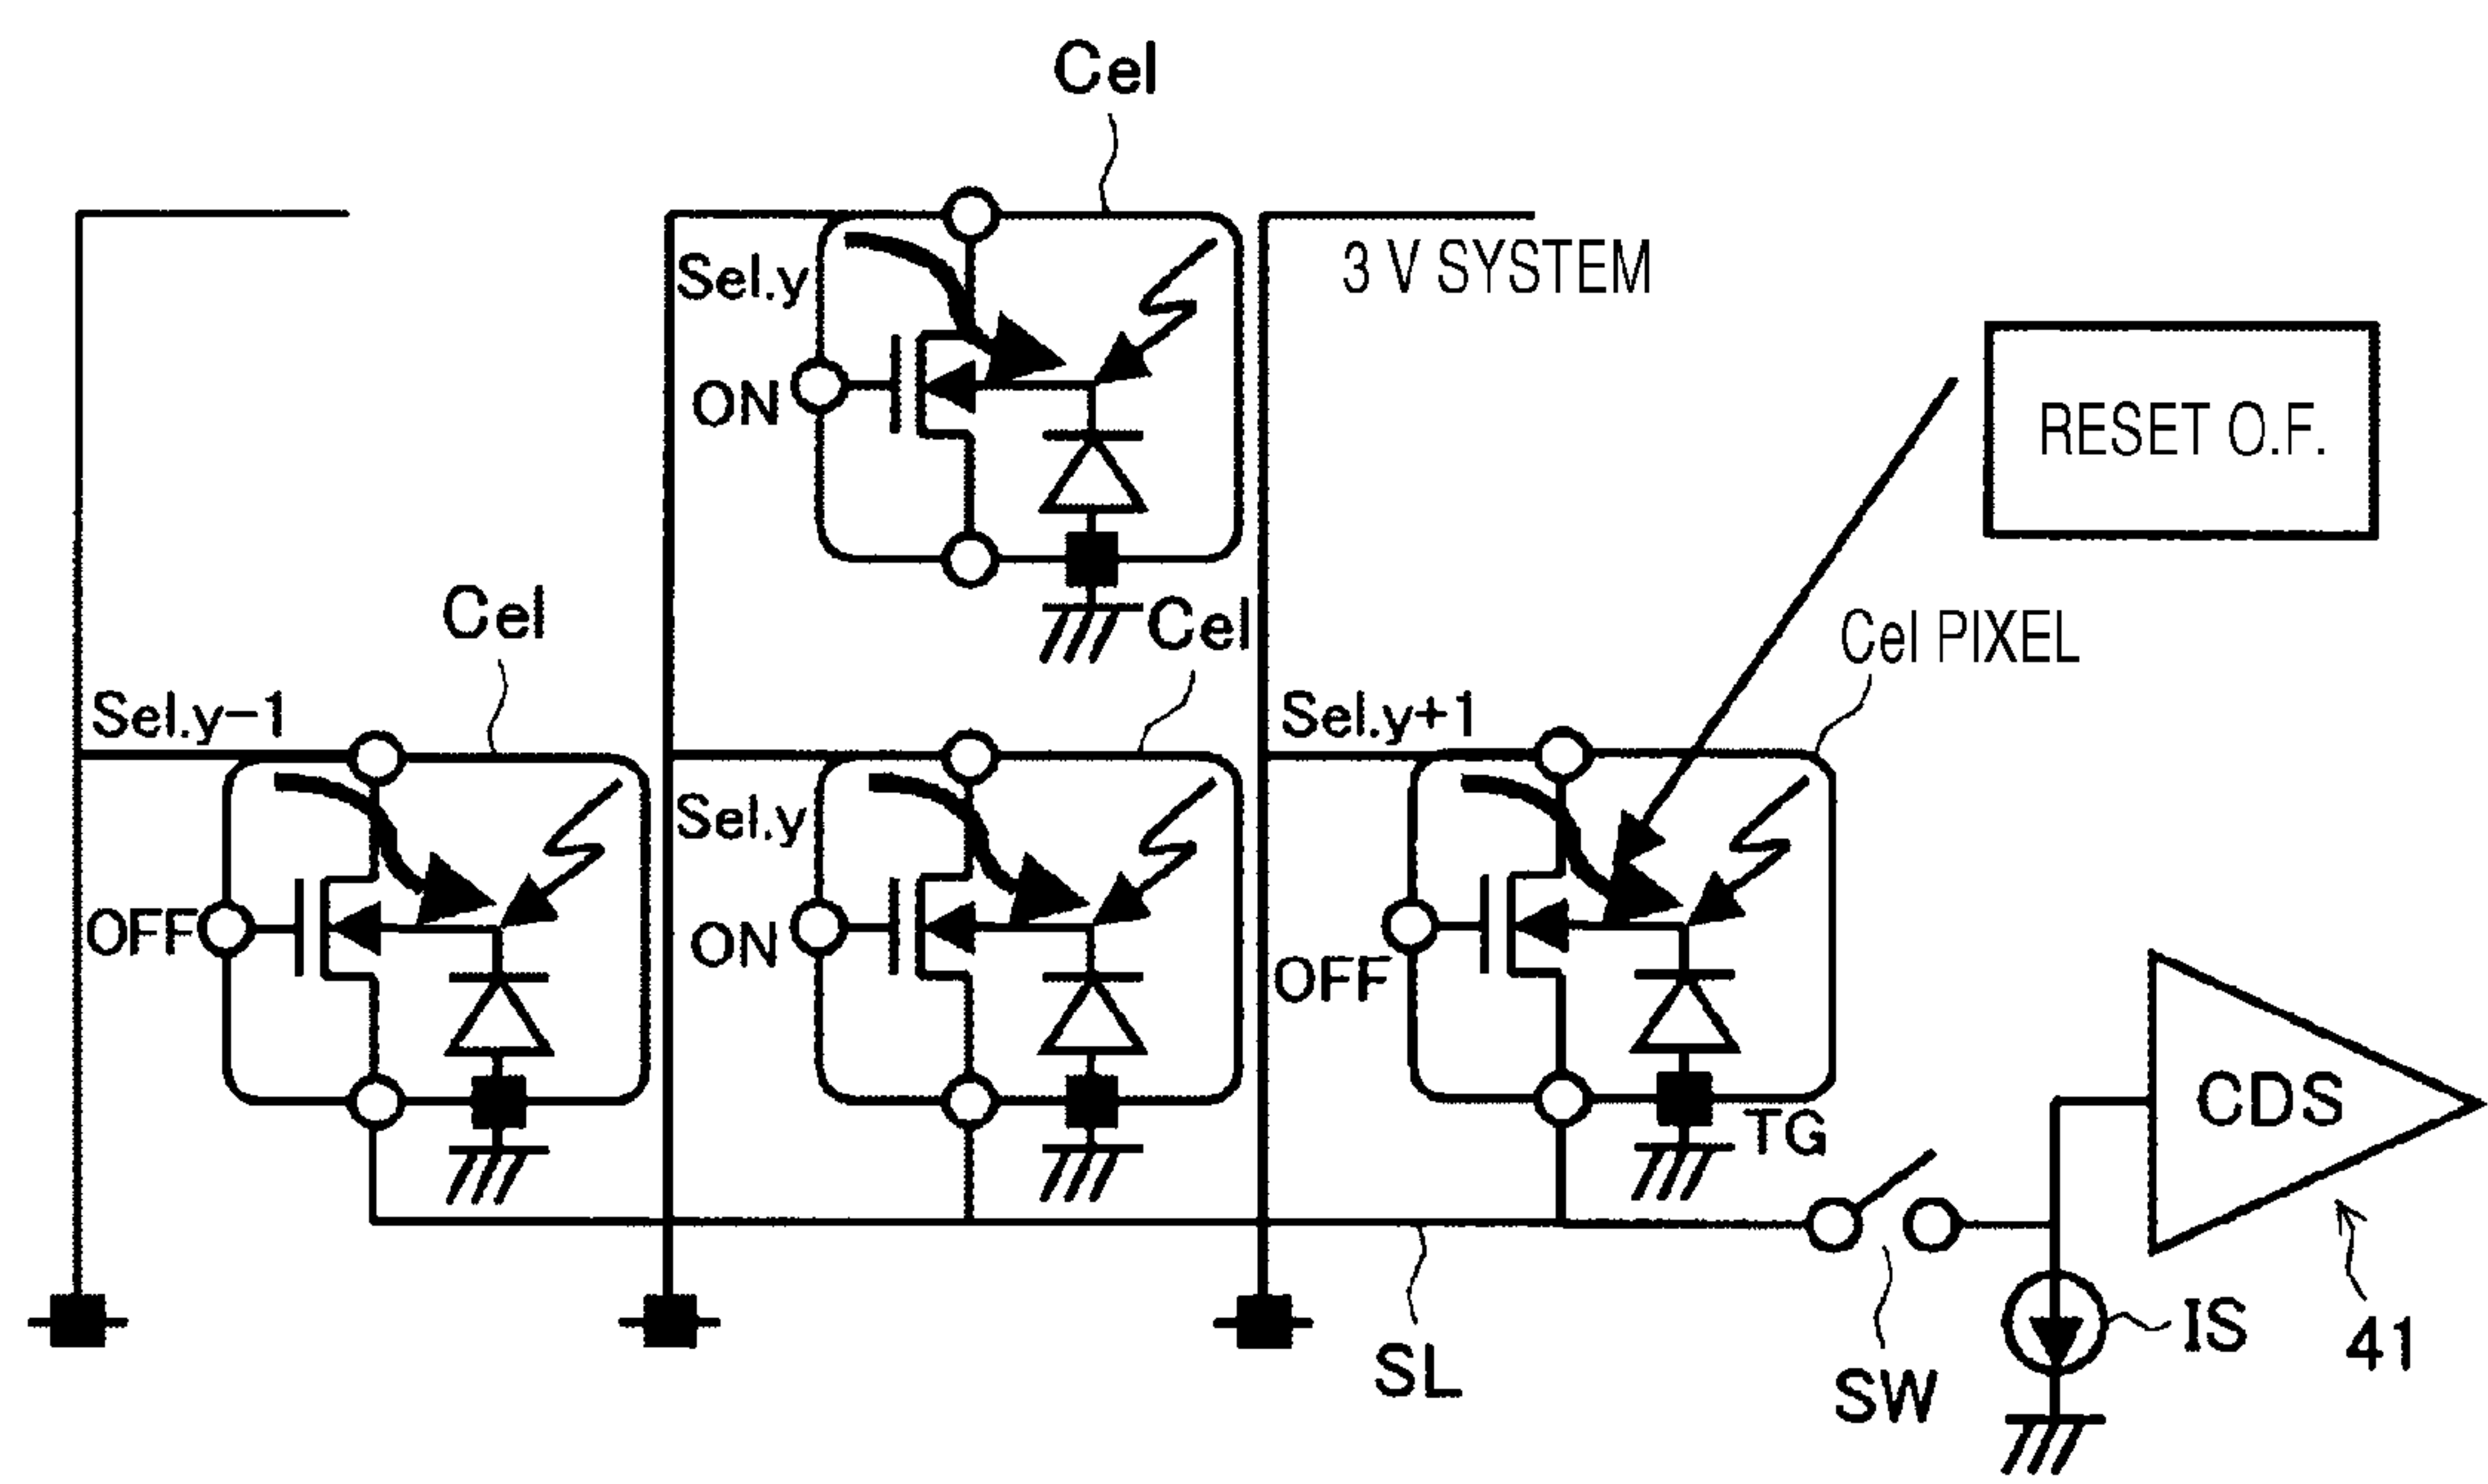 Cel
Sel.y
3 V SYSTEM
ON
RESET O.F.
Cel
Cel
Cel PIXEL
Sel.y-1
Sel.y+1
Sel.y
OFF
ON
OFF
CDS
TG
SL
SW
IS
41